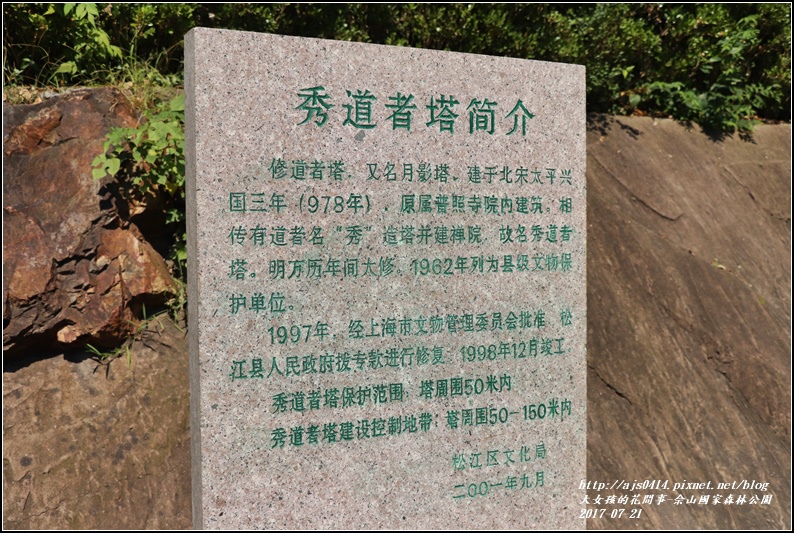 秀道者塔简介
修道者塔，又名月影塔。建于北宋太平兴
国三年（978年），原属普照寺院内建筑。相
传有道者名“秀”造塔并建禅院，故名秀道者
塔。明万历年间大修。1962年列为县级文物保
护单位。
1997年，经上海市文物管理委员会批准，松
江县人民政府拨专款进行修复，1998年12月竣工
秀道者塔保护范围：塔周围50米内
秀道者塔建设控制地带：塔周围50-150米内
松江区文化局
二00一年九月
http://ajs0414.pixnet.net/blog
大女孩的花間事-佘山國家森林公園
2017-07-21